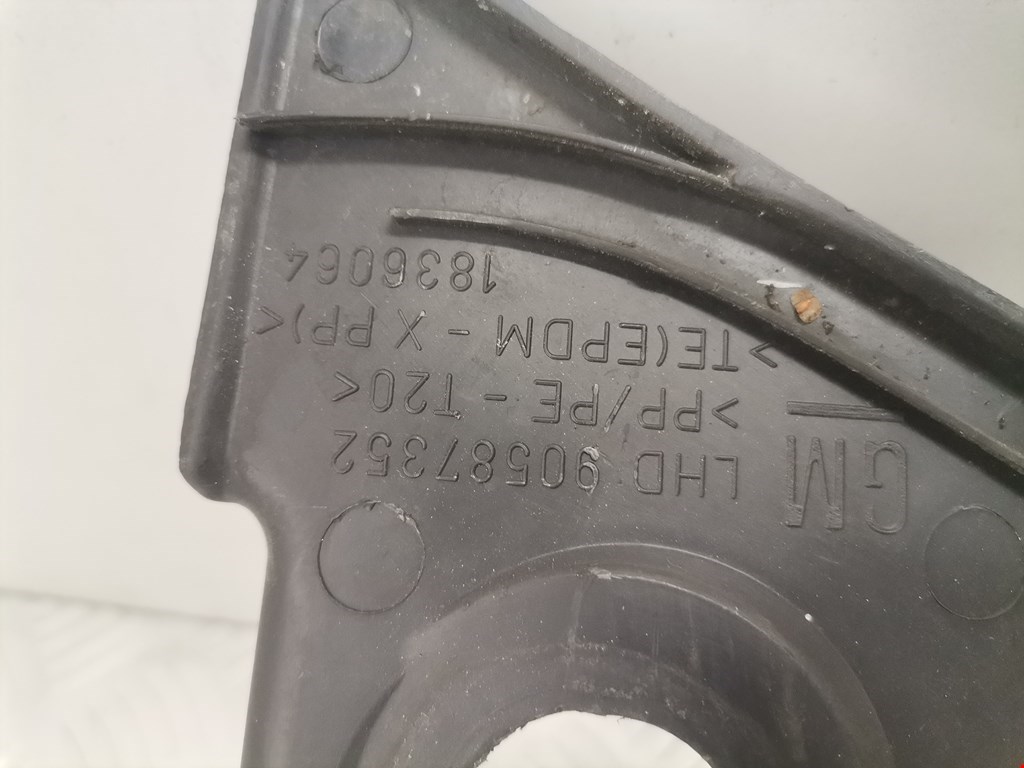 GM LHD 90587352
>PP/PE - T20<
>TE(EPDM - X PP)<
1836064